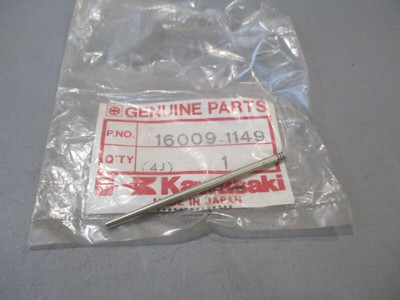 GENUINE PARTS
P.NO. 16009-1149
Q'TY (4J) 1
Kawasaki
MADE IN JAPAN